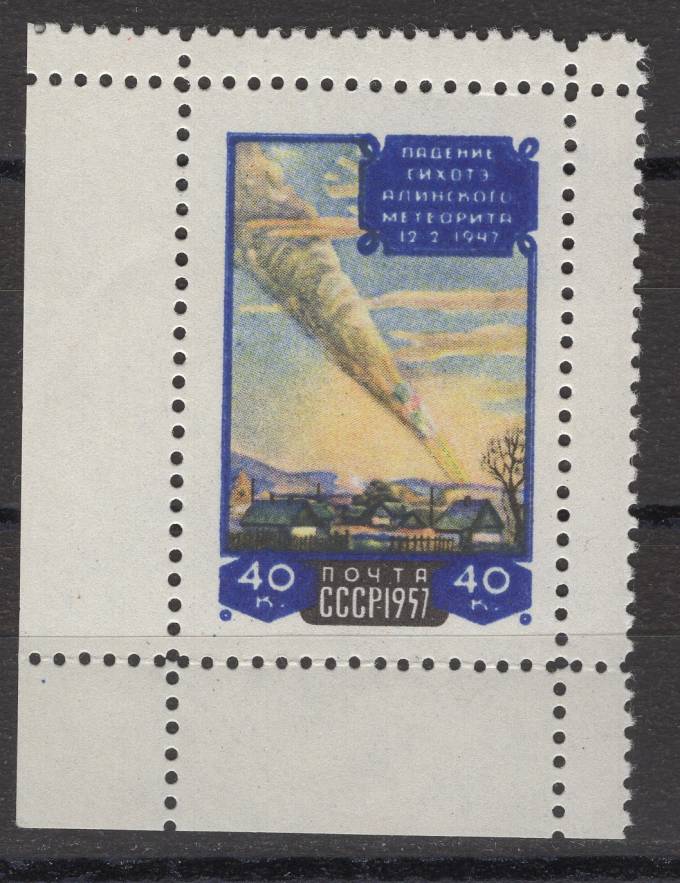 ПАДЕНИЕ
СИХОТЭ
АЛИНСКОГО
МЕТЕОРИТА
12 2 1947
40 к.
ПОЧТА
СССР-1957
40 к.